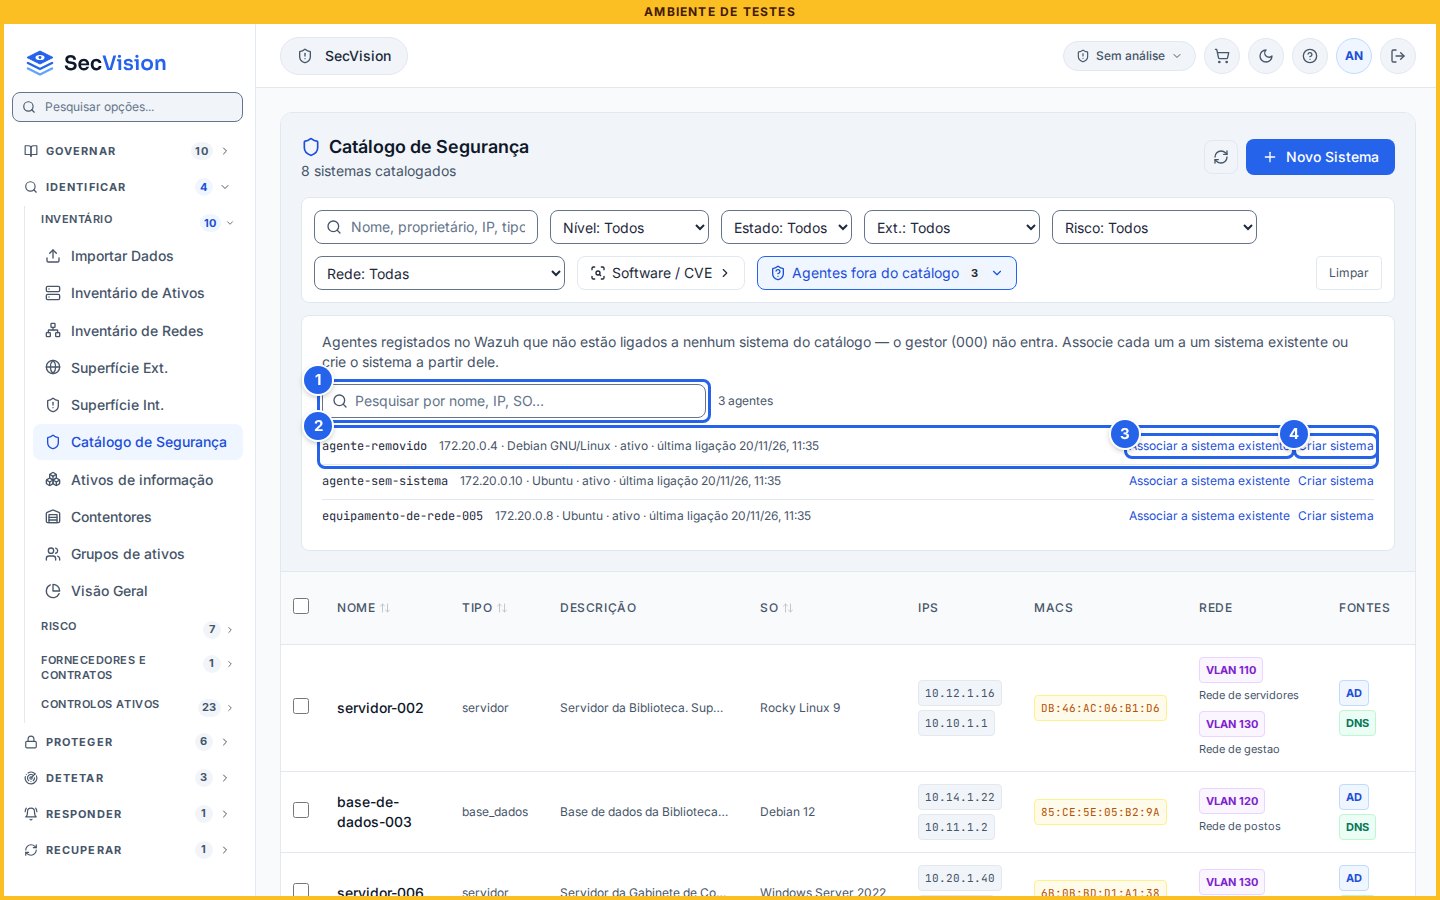 AMBIENTE DE TESTES
SecVision
SecVision
Sem análise
AN
Pesquisar opções...
GOVERNAR 10
IDENTIFICAR 4
INVENTÁRIO 10
Importar Dados
Inventário de Ativos
Inventário de Redes
Superfície Ext.
Superfície Int.
Catálogo de Segurança
Ativos de informação
Contentores
Grupos de ativos
Visão Geral
RISCO 7
FORNECEDORES E CONTRATOS 1
CONTROLOS ATIVOS 23
PROTEGER 6
DETETAR 3
RESPONDER 1
RECUPERAR 1
Catálogo de Segurança
8 sistemas catalogados
Novo Sistema
Nome, proprietário, IP, tipo
Nível: Todos
Estado: Todos
Ext.: Todos
Risco: Todos
Rede: Todas
Software / CVE
Agentes fora do catálogo 3
Limpar
Agentes registados no Wazuh que não estão ligados a nenhum sistema do catálogo — o gestor (000) não entra. Associe cada um a um sistema existente ou
crie o sistema a partir dele.
1
Pesquisar por nome, IP, SO...
3 agentes
2
3
4
agente-removido 172.20.0.4 · Debian GNU/Linux · ativo · última ligação 20/11/26, 11:35 Associar a sistema existente Criar sistema
agente-sem-sistema 172.20.0.10 · Ubuntu · ativo · última ligação 20/11/26, 11:35 Associar a sistema existente Criar sistema
equipamento-de-rede-005 172.20.0.8 · Ubuntu · ativo · última ligação 20/11/26, 11:35 Associar a sistema existente Criar sistema
NOME TIPO DESCRIÇÃO SO IPS MACS REDE FONTES
servidor-002 servidor Servidor da Biblioteca. Sup... Rocky Linux 9
10.12.1.16
10.10.1.1
DB:46:AC:06:B1:D6
VLAN 110
Rede de servidores
VLAN 130
Rede de gestao
AD
DNS
base-de-
dados-003
base_dados Base de dados da Biblioteca... Debian 12
10.14.1.22
10.11.1.2
85:CE:5E:05:B2:9A
VLAN 120
Rede de postos
AD
DNS
servidor-006 servidor Servidor da Gabinete de Co... Windows Server 2022
10.20.1.40
6B:0B:BD:D1:A1:38
VLAN 130
AD